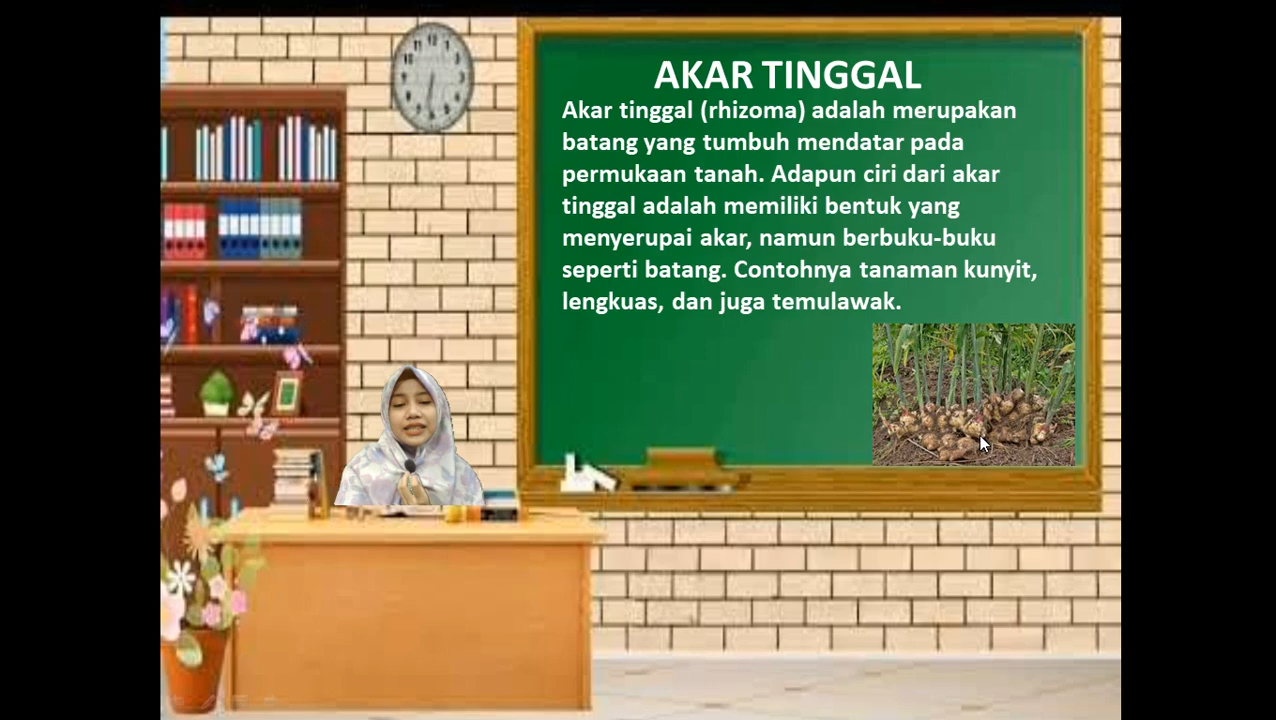 AKAR TINGGAL
Akar tinggal (rhizoma) adalah merupakan
batang yang tumbuh mendatar pada
permukaan tanah. Adapun ciri dari akar
tinggal adalah memiliki bentuk yang
menyerupai akar, namun berbuku-buku
seperti batang. Contohnya tanaman kunyit,
lengkuas, dan juga temulawak.